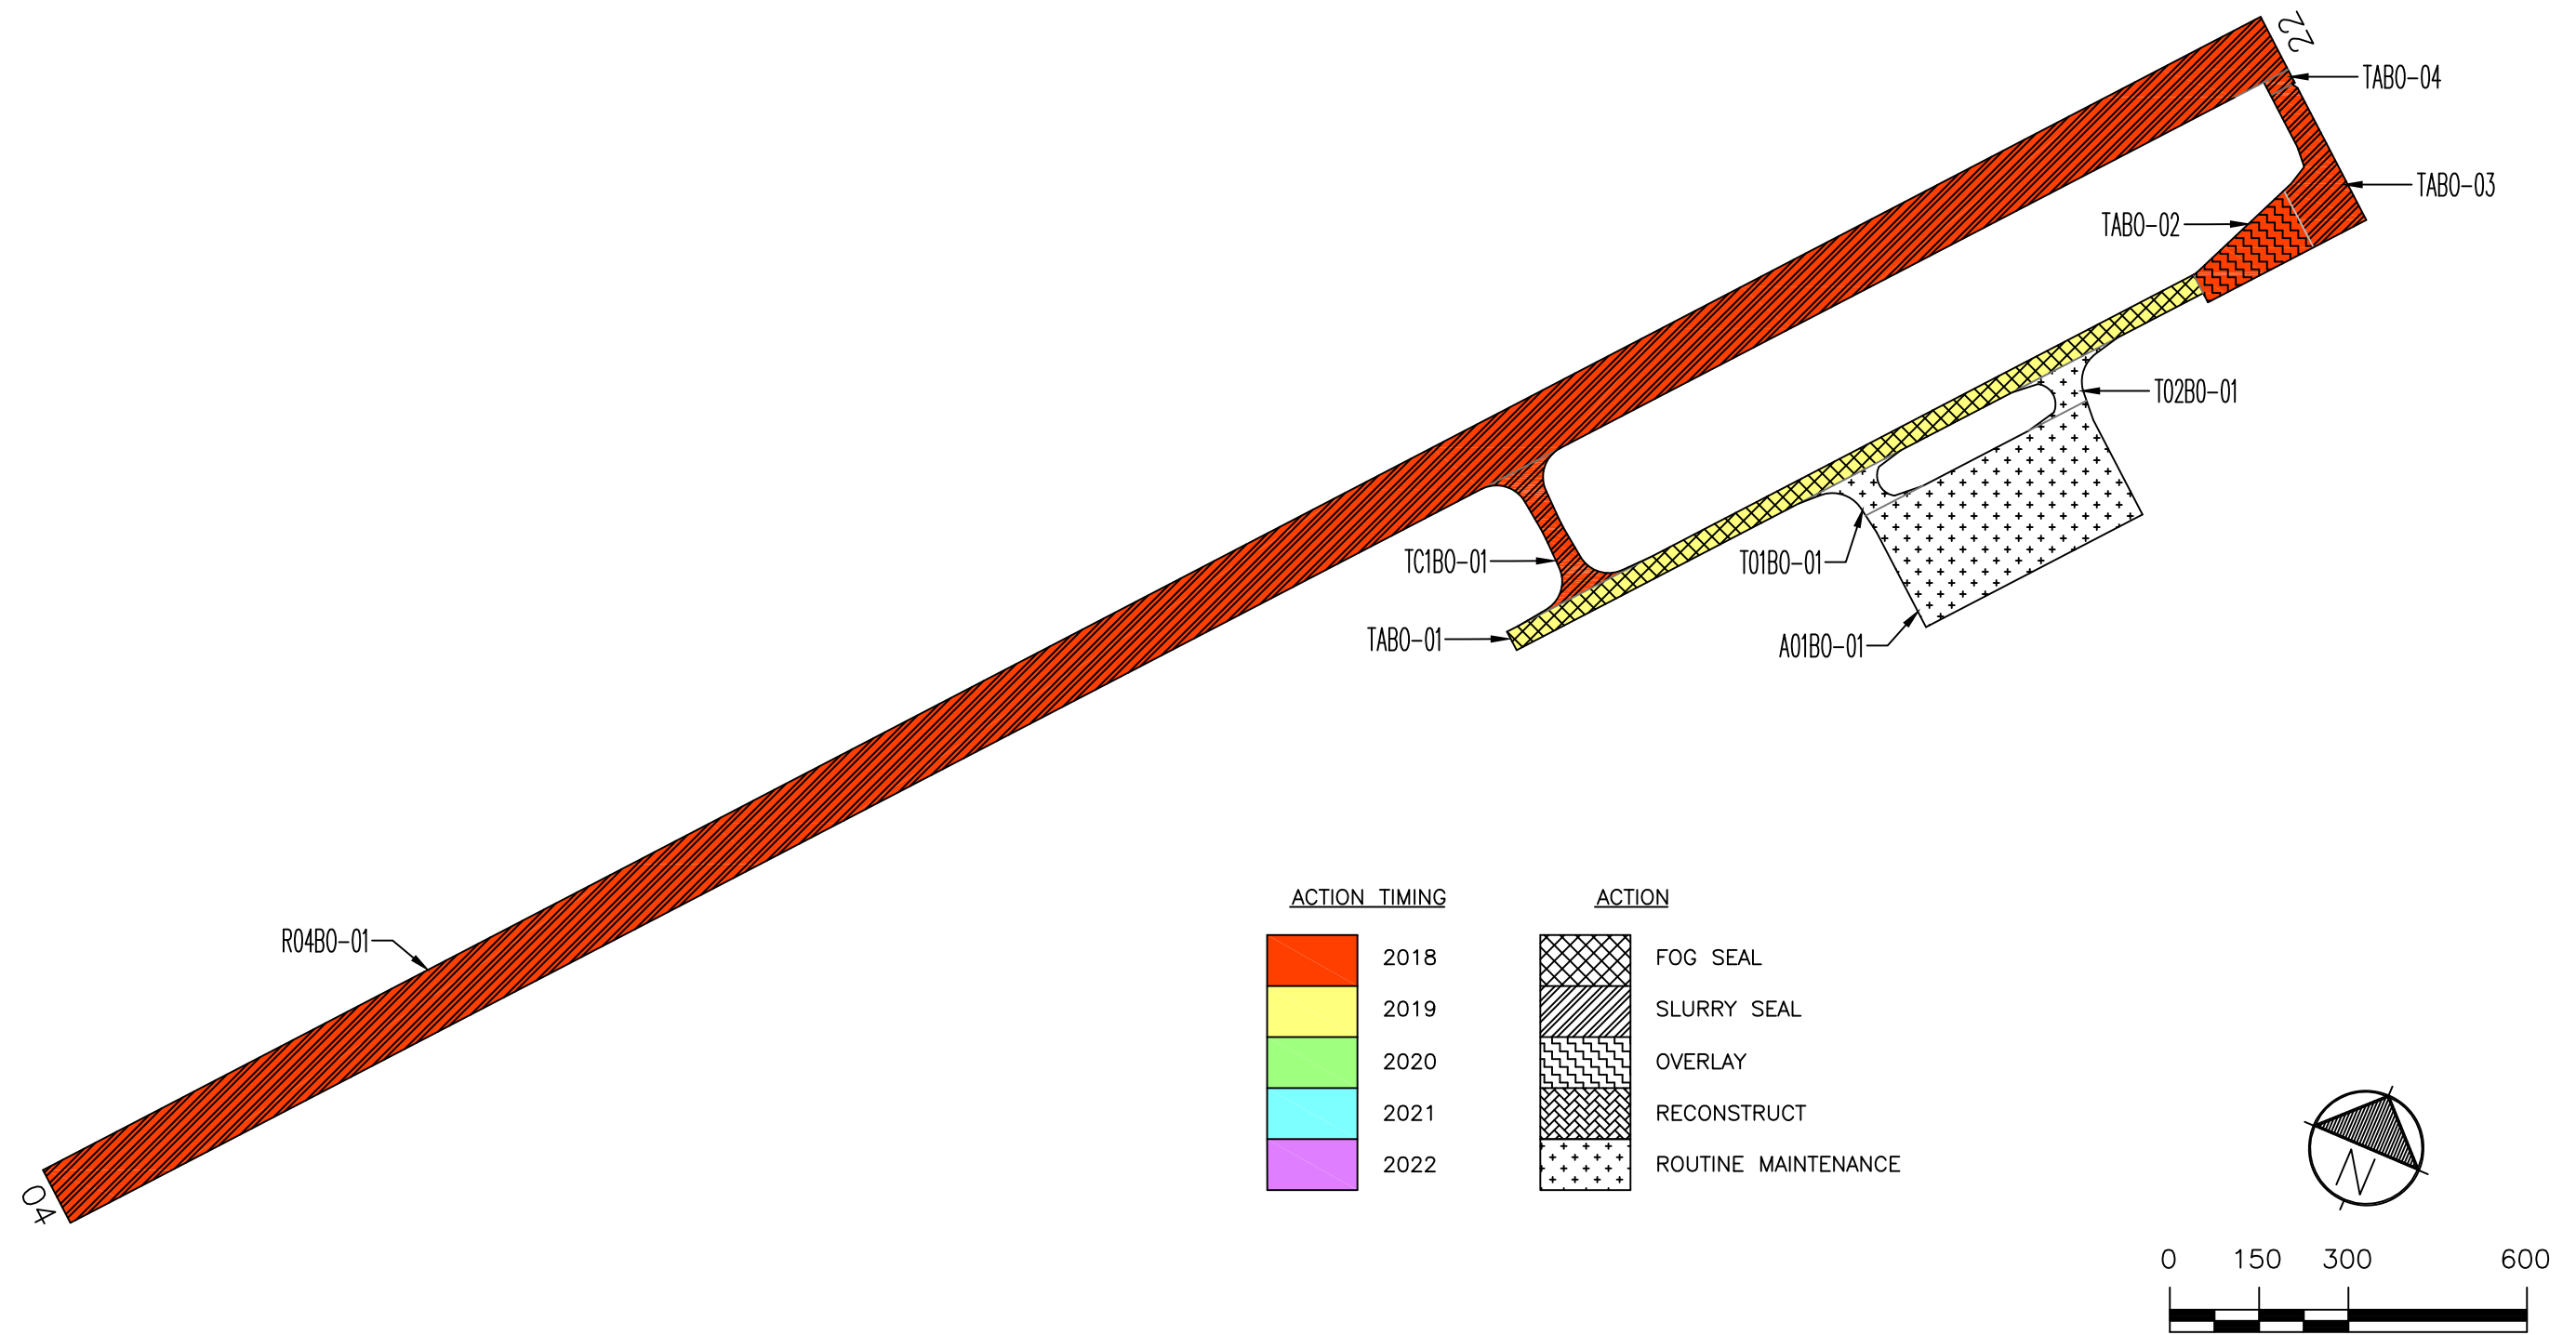 22
TABO-04
TABO-03
TABO-02
T02BO-01
TC1BO-01
T01BO-01
TABO-01
A01BO-01
R04BO-01
04
ACTION TIMING
2018
2019
2020
2021
2022
ACTION
FOG SEAL
SLURRY SEAL
OVERLAY
RECONSTRUCT
ROUTINE MAINTENANCE
N
0 150 300 600